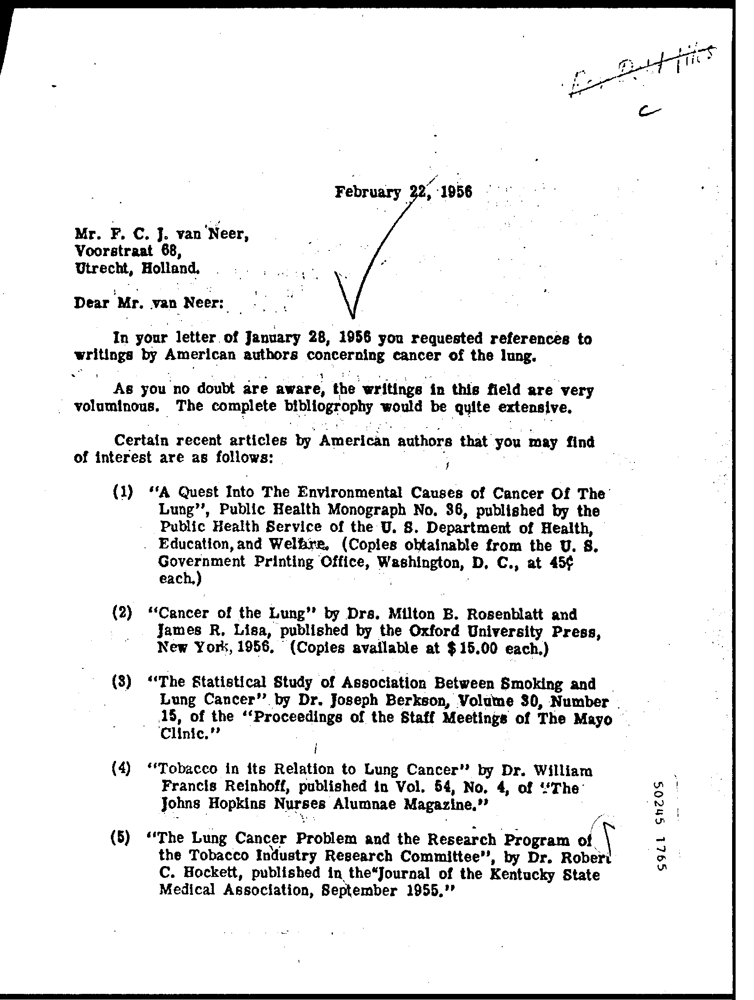 c
February 22, 1956
Mr. F. C. J. van Neer,
Voorstraat 68,
Utrecht, Holland.
Dear Mr. van Neer:
In your letter of January 28, 1956 you requested references to
writings by American authors concerning cancer of the lung.
As you no doubt are aware, the writings in this field are very
voluminous. The complete bibliogrophy would be quite extensive.
Certain recent articles by American authors that you may find
of interest are as follows:
(1) "A Quest Into The Environmental Causes of Cancer Of The
Lung", Public Health Monograph No. 36, published by the
Public Health Service of the U. S. Department of Health,
Education, and Welfare. (Copies obtainable from the U. S.
Government Printing Office, Washington, D. C., at 45¢
each.)
(2) "Cancer of the Lung" by Drs. Milton B. Rosenblatt and
James R. Lisa, published by the Oxford University Press,
New York, 1956. (Copies available at $15.00 each.)
(3) "The Statistical Study of Association Between Smoking and
Lung Cancer" by Dr. Joseph Berkson, Volume 30, Number
15, of the "Proceedings of the Staff Meetings of The Mayo
Clinic."
(4) "Tobacco in its Relation to Lung Cancer" by Dr. William
Francis Reinhoff, published in Vol. 54, No. 4, of "The
Johns Hopkins Nurses Alumnae Magazine."
(5) "The Lung Cancer Problem and the Research Program of
the Tobacco Industry Research Committee", by Dr. Robert
C. Hockett, published in the "Journal of the Kentucky State
Medical Association, September 1955."
50245 1765